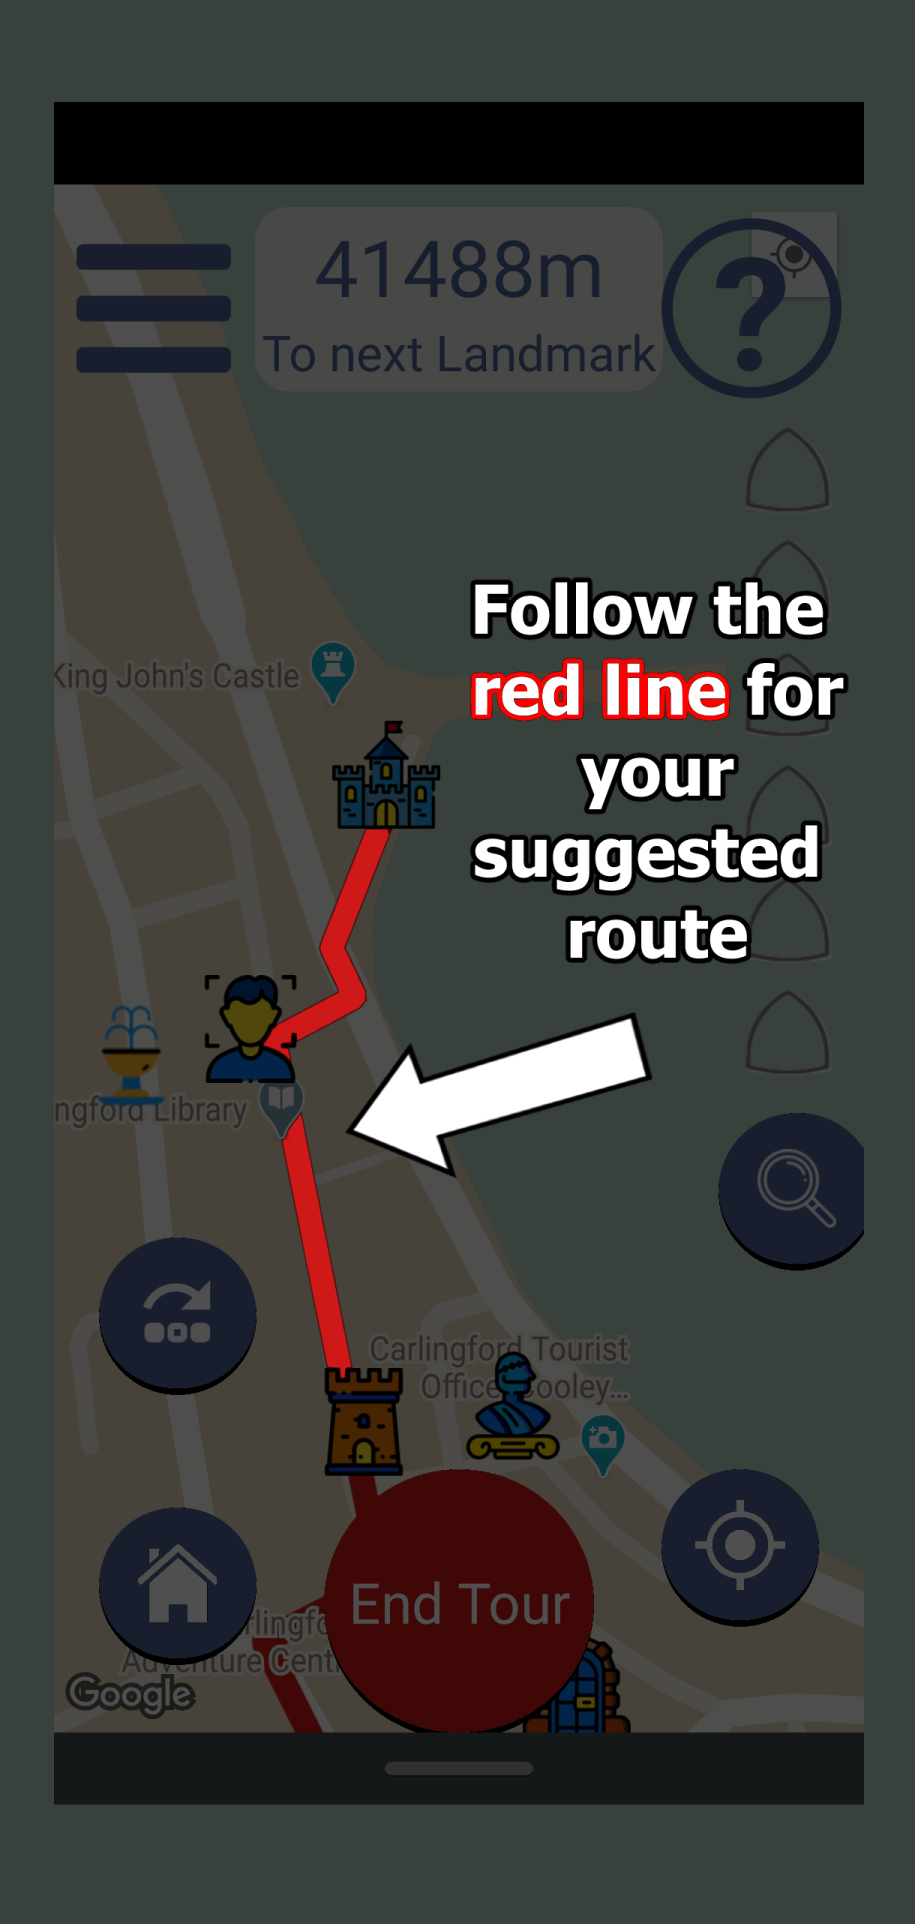 41488m
To next Landmark
?
Follow the
red line for
your
suggested
route
King John's Castle
ngford Library
Carlingford Tourist
Office
ooley...
End Tour
rlingfo
Adventure Cent
Google